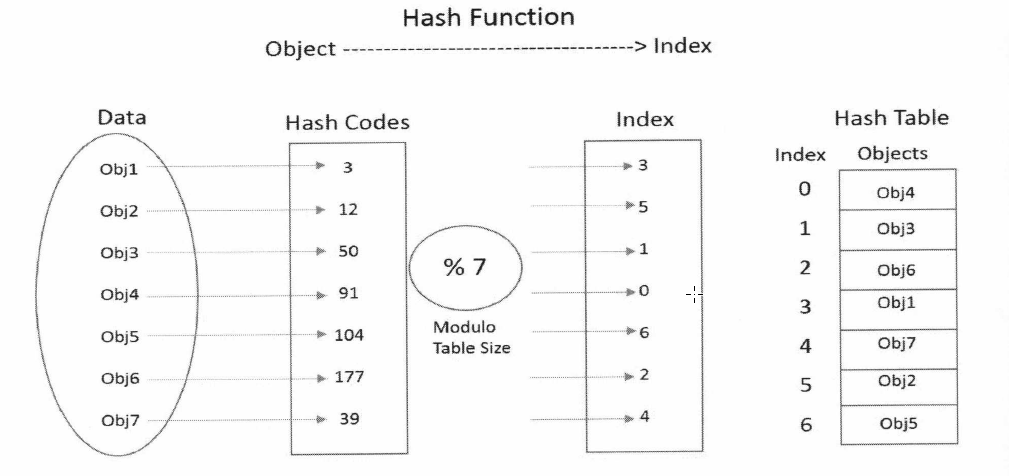 Hash Function
Object ---------------------------------> Index
Data
Hash Codes
Index
Hash Table
Index Objects
Obj1
Obj2
Obj3
Obj4
Obj5
Obj6
Obj7
3
12
50
91
104
177
39
% 7
Modulo
Table Size
3
5
1
0
6
2
4
0 Obj4
1 Obj3
2 Obj6
3 Obj1
4 Obj7
5 Obj2
6 Obj5